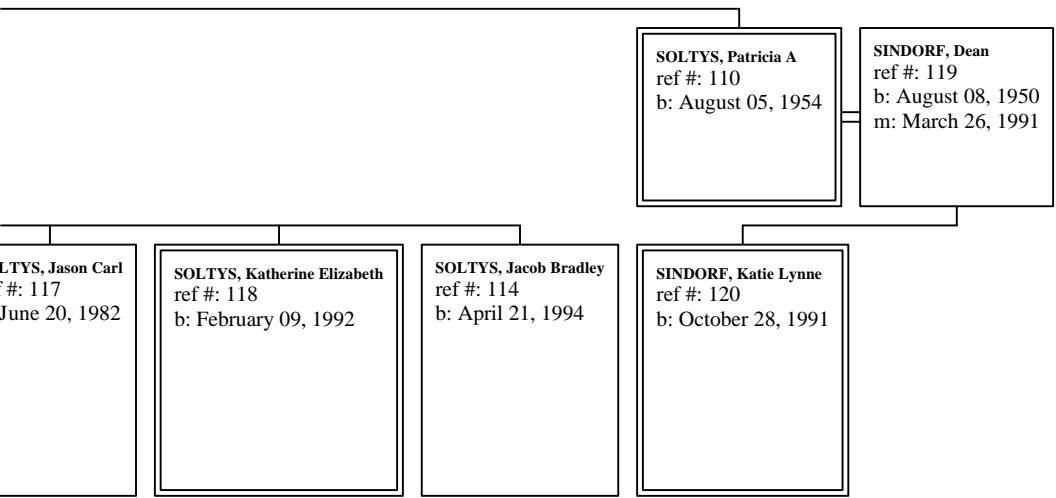 SOLTYS, Patricia A
ref #: 110
b: August 05, 1954
SINDORF, Dean
ref #: 119
b: August 08, 1950
m: March 26, 1991
LTYS, Jason Carl
#: 117
June 20, 1982
SOLTYS, Katherine Elizabeth
ref #: 118
b: February 09, 1992
SOLTYS, Jacob Bradley
ref #: 114
b: April 21, 1994
SINDORF, Katie Lynne
ref #: 120
b: October 28, 1991